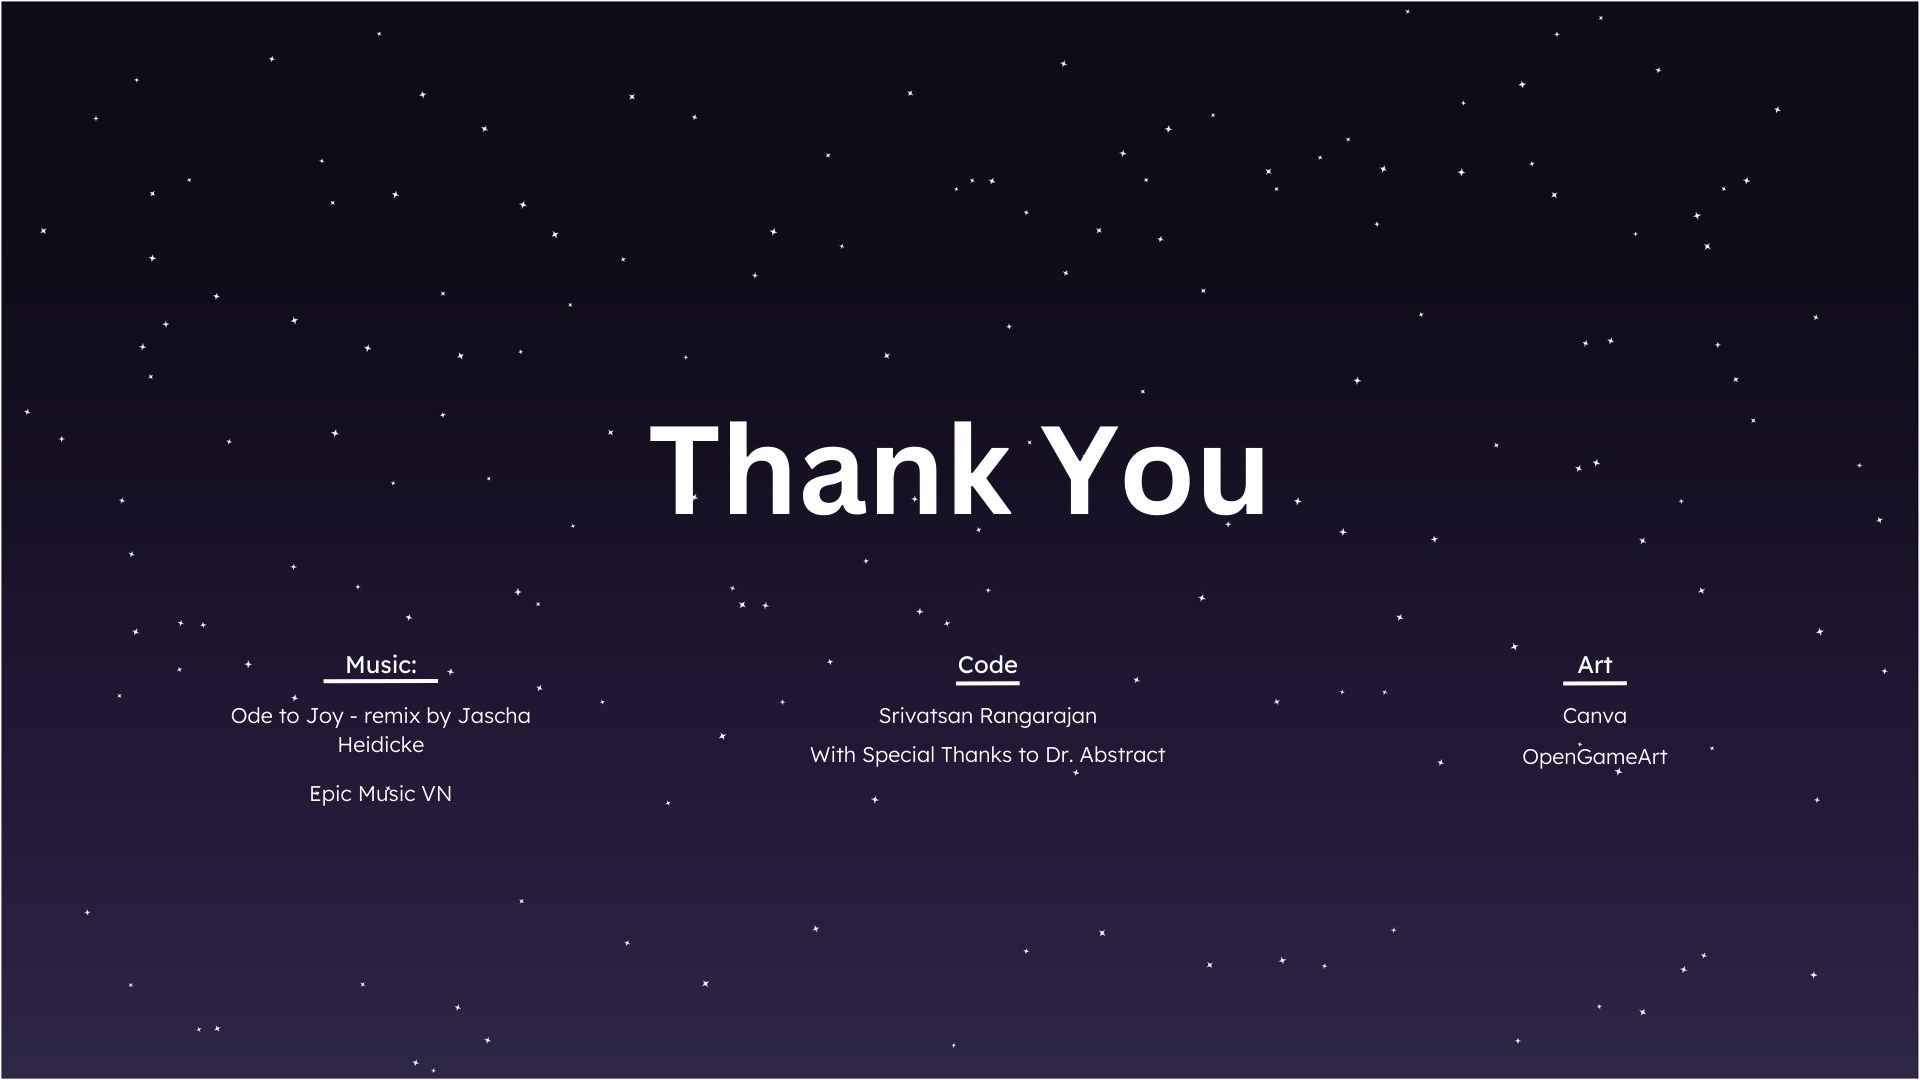 Thank You
Music:
Ode to Joy - remix by Jascha
Heidicke
Epic Music VN
Code
Srivatsan Rangarajan
With Special Thanks to Dr. Abstract
Art
Canva
OpenGameArt